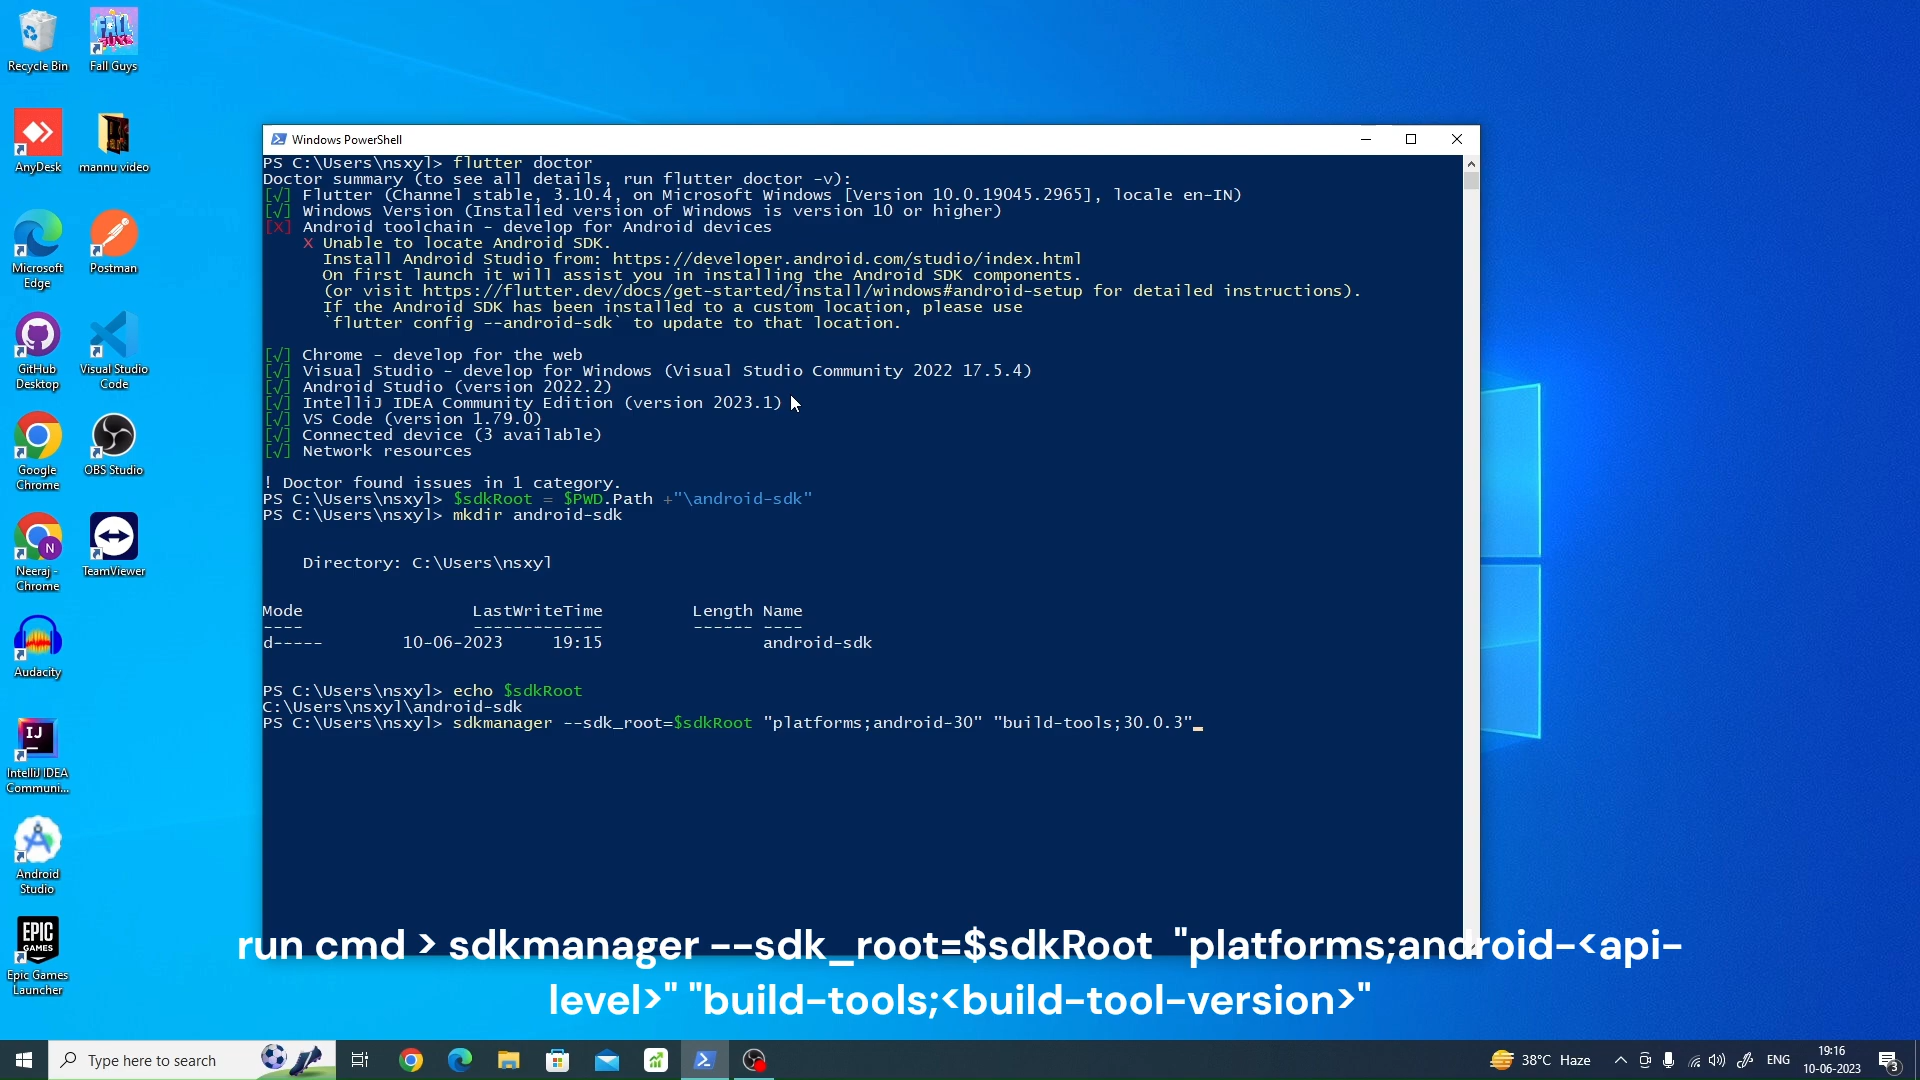 Recycle Bin
Fall Guys
AnyDesk
mannu video
Microsoft Edge
Postman
GitHub Desktop
Visual Studio Code
Google Chrome
OBS Studio
Neeraj - Chrome
TeamViewer
Audacity
IntelliJ IDEA Communi...
Android Studio
EPIC GAMES
Epic Games Launcher
Windows PowerShell
PS C:\Users\nsxyl> flutter doctor
Doctor summary (to see all details, run flutter doctor -v):
[√] Flutter (Channel stable, 3.10.4, on Microsoft Windows [Version 10.0.19045.2965], locale en-IN)
[√] Windows Version (Installed version of Windows is version 10 or higher)
[X] Android toolchain - develop for Android devices
X Unable to locate Android SDK.
Install Android Studio from: https://developer.android.com/studio/index.html
On first launch it will assist you in installing the Android SDK components.
(or visit https://flutter.dev/docs/get-started/install/windows#android-setup for detailed instructions).
If the Android SDK has been installed to a custom location, please use
`flutter config --android-sdk` to update to that location.
[√] Chrome - develop for the web
[√] Visual Studio - develop for Windows (Visual Studio Community 2022 17.5.4)
[√] Android Studio (version 2022.2)
[√] IntelliJ IDEA Community Edition (version 2023.1)
[√] VS Code (version 1.79.0)
[√] Connected device (3 available)
[√] Network resources
! Doctor found issues in 1 category.
PS C:\Users\nsxyl> $sdkRoot = $PWD.Path +"\android-sdk"
PS C:\Users\nsxyl> mkdir android-sdk
Directory: C:\Users\nsxyl
Mode LastWriteTime Length Name
---- ------------- ------ ----
d----- 10-06-2023 19:15 android-sdk
PS C:\Users\nsxyl> echo $sdkRoot
C:\Users\nsxyl\android-sdk
PS C:\Users\nsxyl> sdkmanager --sdk_root=$sdkRoot "platforms;android-30" "build-tools;30.0.3"
run cmd > sdkmanager --sdk_root=$sdkRoot "platforms;android-<api-
level>" "build-tools;<build-tool-version>"
Type here to search
38°C Haze
ENG
19:16
10-06-2023
3